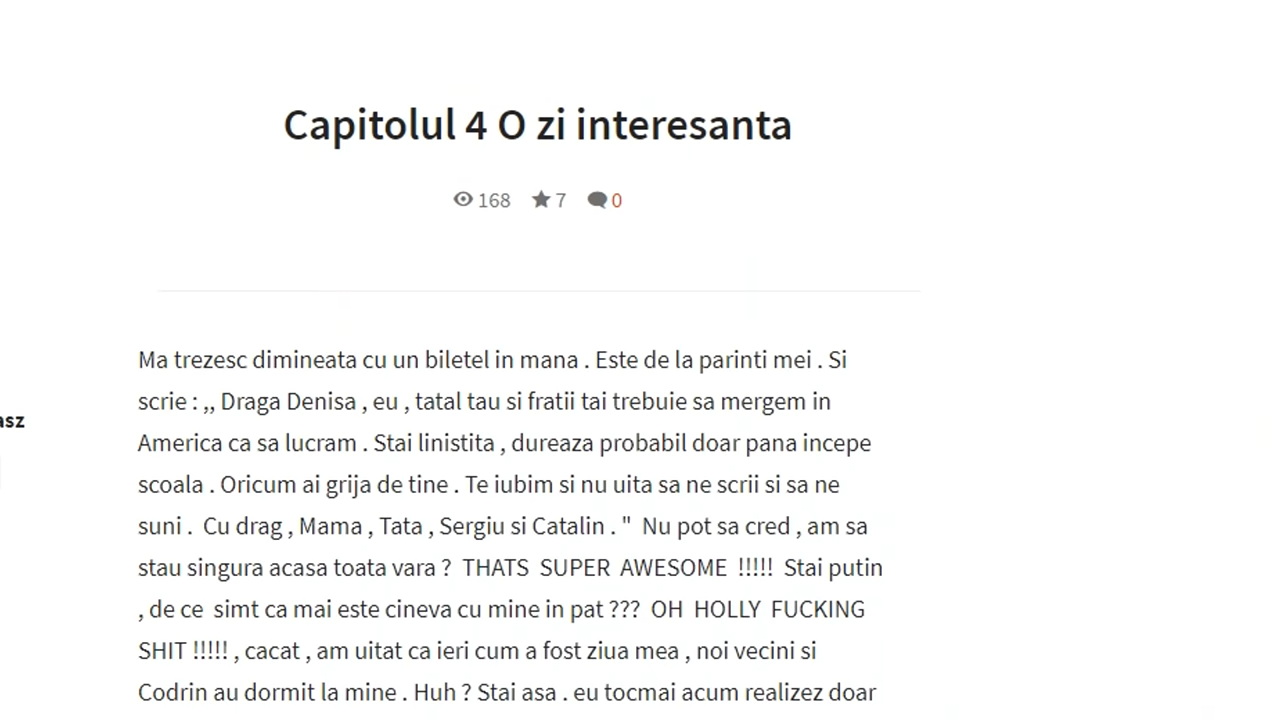 Capitolul 4 O zi interesanta
168 7 0
Ma trezesc dimineata cu un biletel in mana . Este de la parinti mei . Si
scrie : ,, Draga Denisa , eu , tatal tau si fratii tai trebuie sa mergem in
asz
America ca sa lucram . Stai linistita , dureaza probabil doar pana incepe
scoala . Oricum ai grija de tine . Te iubim si nu uita sa ne scrii si sa ne
suni .  Cu drag , Mama , Tata , Sergiu si Catalin . "  Nu pot sa cred , am sa
stau singura acasa toata vara ?  THATS  SUPER  AWESOME  !!!!!  Stai putin
, de ce  simt ca mai este cineva cu mine in pat ???  OH  HOLLY  FUCKING
SHIT !!!!! , cacat , am uitat ca ieri cum a fost ziua mea , noi vecini si
Codrin au dormit la mine . Huh ? Stai asa . eu tocmai acum realizez doar